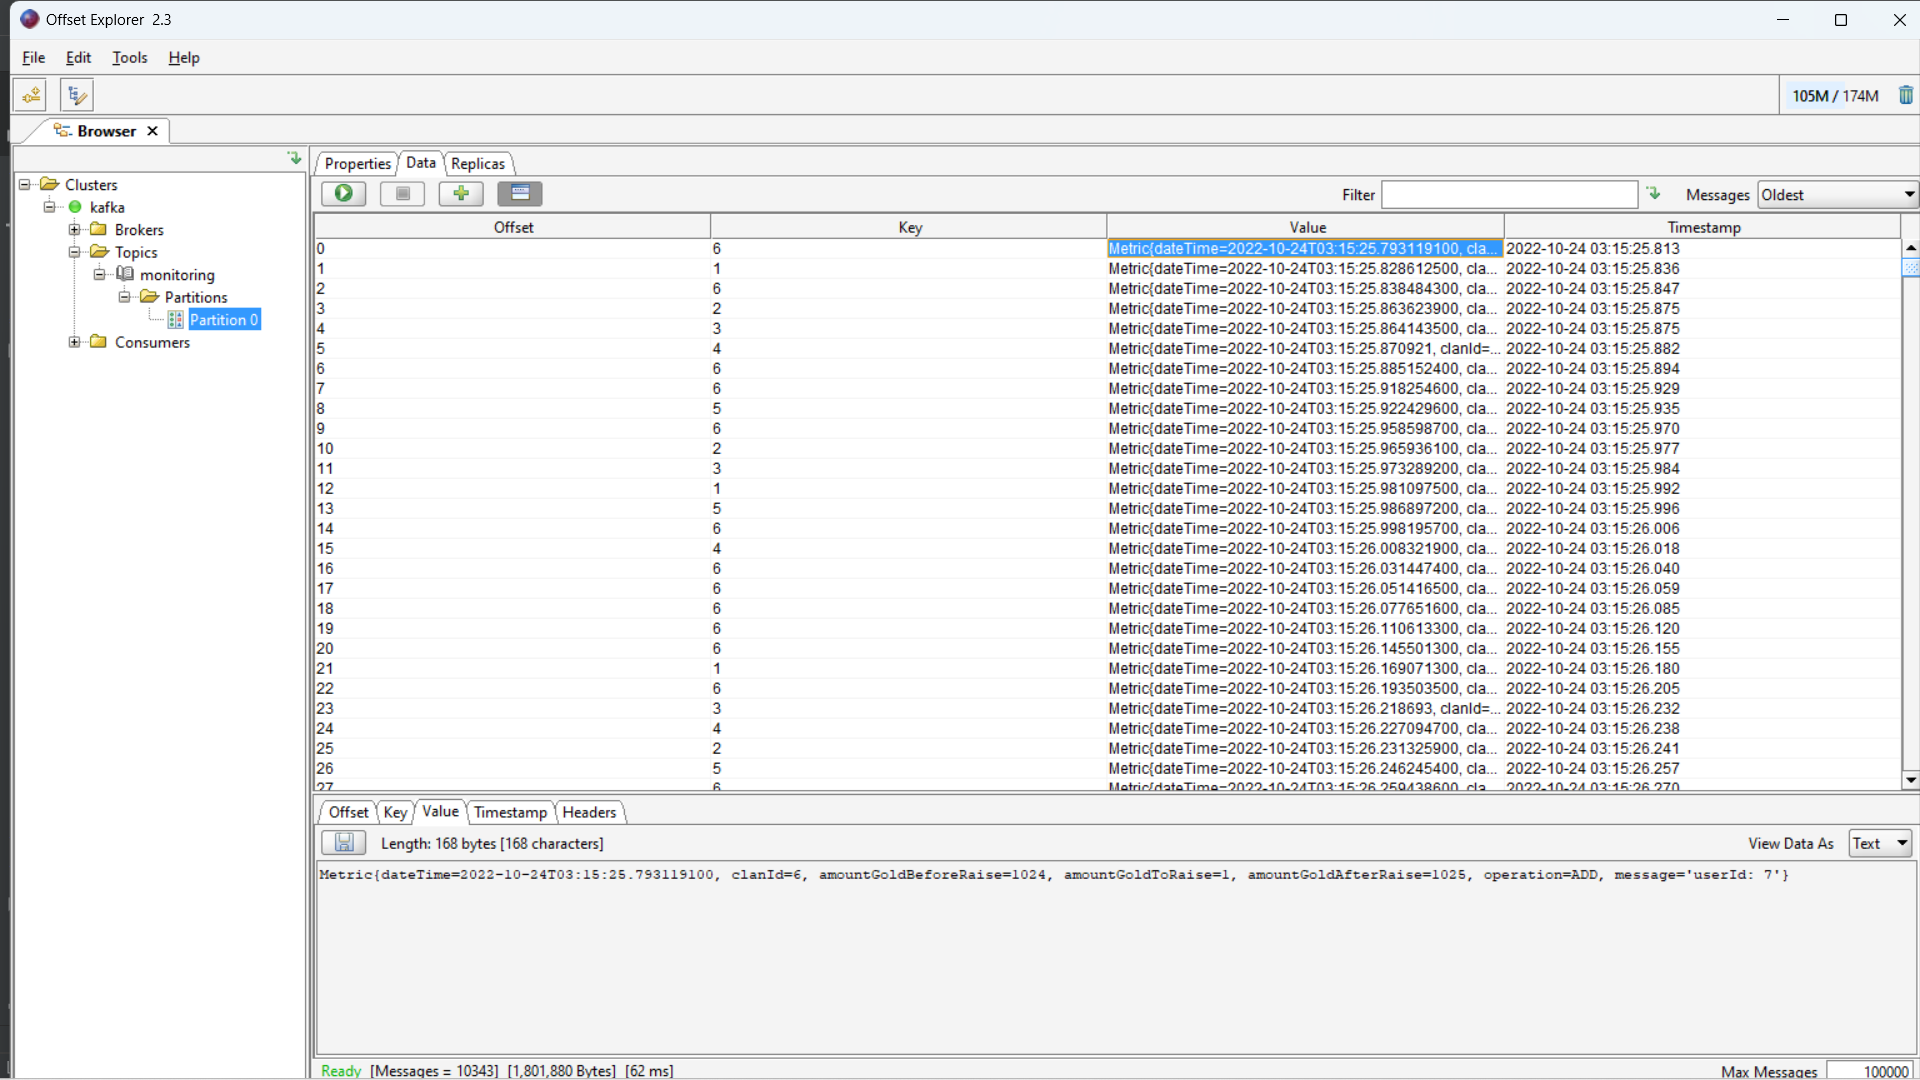 Offset Explorer 2.3
File Edit Tools Help
105M / 174M
Browser
Properties Data Replicas
Clusters
kafka
Brokers
Topics
monitoring
Partitions
Partition 0
Consumers
Filter Messages Oldest
Offset Key Value Timestamp
0 6 Metric{dateTime=2022-10-24T03:15:25.793119100, cla... 2022-10-24 03:15:25.813
1 1 Metric{dateTime=2022-10-24T03:15:25.828612500, cla... 2022-10-24 03:15:25.836
2 6 Metric{dateTime=2022-10-24T03:15:25.838484300, cla... 2022-10-24 03:15:25.847
3 2 Metric{dateTime=2022-10-24T03:15:25.863623900, cla... 2022-10-24 03:15:25.875
4 3 Metric{dateTime=2022-10-24T03:15:25.864143500, cla... 2022-10-24 03:15:25.875
5 4 Metric{dateTime=2022-10-24T03:15:25.870921, clanId=... 2022-10-24 03:15:25.882
6 6 Metric{dateTime=2022-10-24T03:15:25.885152400, cla... 2022-10-24 03:15:25.894
7 6 Metric{dateTime=2022-10-24T03:15:25.918254600, cla... 2022-10-24 03:15:25.929
8 5 Metric{dateTime=2022-10-24T03:15:25.922429600, cla... 2022-10-24 03:15:25.935
9 6 Metric{dateTime=2022-10-24T03:15:25.958598700, cla... 2022-10-24 03:15:25.970
10 2 Metric{dateTime=2022-10-24T03:15:25.965936100, cla... 2022-10-24 03:15:25.977
11 3 Metric{dateTime=2022-10-24T03:15:25.973289200, cla... 2022-10-24 03:15:25.984
12 1 Metric{dateTime=2022-10-24T03:15:25.981097500, cla... 2022-10-24 03:15:25.992
13 5 Metric{dateTime=2022-10-24T03:15:25.986897200, cla... 2022-10-24 03:15:25.996
14 6 Metric{dateTime=2022-10-24T03:15:25.998195700, cla... 2022-10-24 03:15:26.006
15 4 Metric{dateTime=2022-10-24T03:15:26.008321900, cla... 2022-10-24 03:15:26.018
16 6 Metric{dateTime=2022-10-24T03:15:26.031447400, cla... 2022-10-24 03:15:26.040
17 6 Metric{dateTime=2022-10-24T03:15:26.051416500, cla... 2022-10-24 03:15:26.059
18 6 Metric{dateTime=2022-10-24T03:15:26.077651600, cla... 2022-10-24 03:15:26.085
19 6 Metric{dateTime=2022-10-24T03:15:26.110613300, cla... 2022-10-24 03:15:26.120
20 6 Metric{dateTime=2022-10-24T03:15:26.145501300, cla... 2022-10-24 03:15:26.155
21 1 Metric{dateTime=2022-10-24T03:15:26.169071300, cla... 2022-10-24 03:15:26.180
22 6 Metric{dateTime=2022-10-24T03:15:26.193503500, cla... 2022-10-24 03:15:26.205
23 3 Metric{dateTime=2022-10-24T03:15:26.218693, clanId=... 2022-10-24 03:15:26.232
24 4 Metric{dateTime=2022-10-24T03:15:26.227094700, cla... 2022-10-24 03:15:26.238
25 2 Metric{dateTime=2022-10-24T03:15:26.231325900, cla... 2022-10-24 03:15:26.241
26 5 Metric{dateTime=2022-10-24T03:15:26.246245400, cla... 2022-10-24 03:15:26.257
27 6 Metric{dateTime=2022-10-24T03:15:26.259438600, cla... 2022-10-24 03:15:26.270
Offset Key Value Timestamp Headers
Length: 168 bytes [168 characters] View Data As Text
Metric{dateTime=2022-10-24T03:15:25.793119100, clanId=6, amountGoldBeforeRaise=1024, amountGoldToRaise=1, amountGoldAfterRaise=1025, operation=ADD, message='userId: 7'}
Ready [Messages = 10343] [1,801,880 Bytes] [62 ms] Max Messages 100000